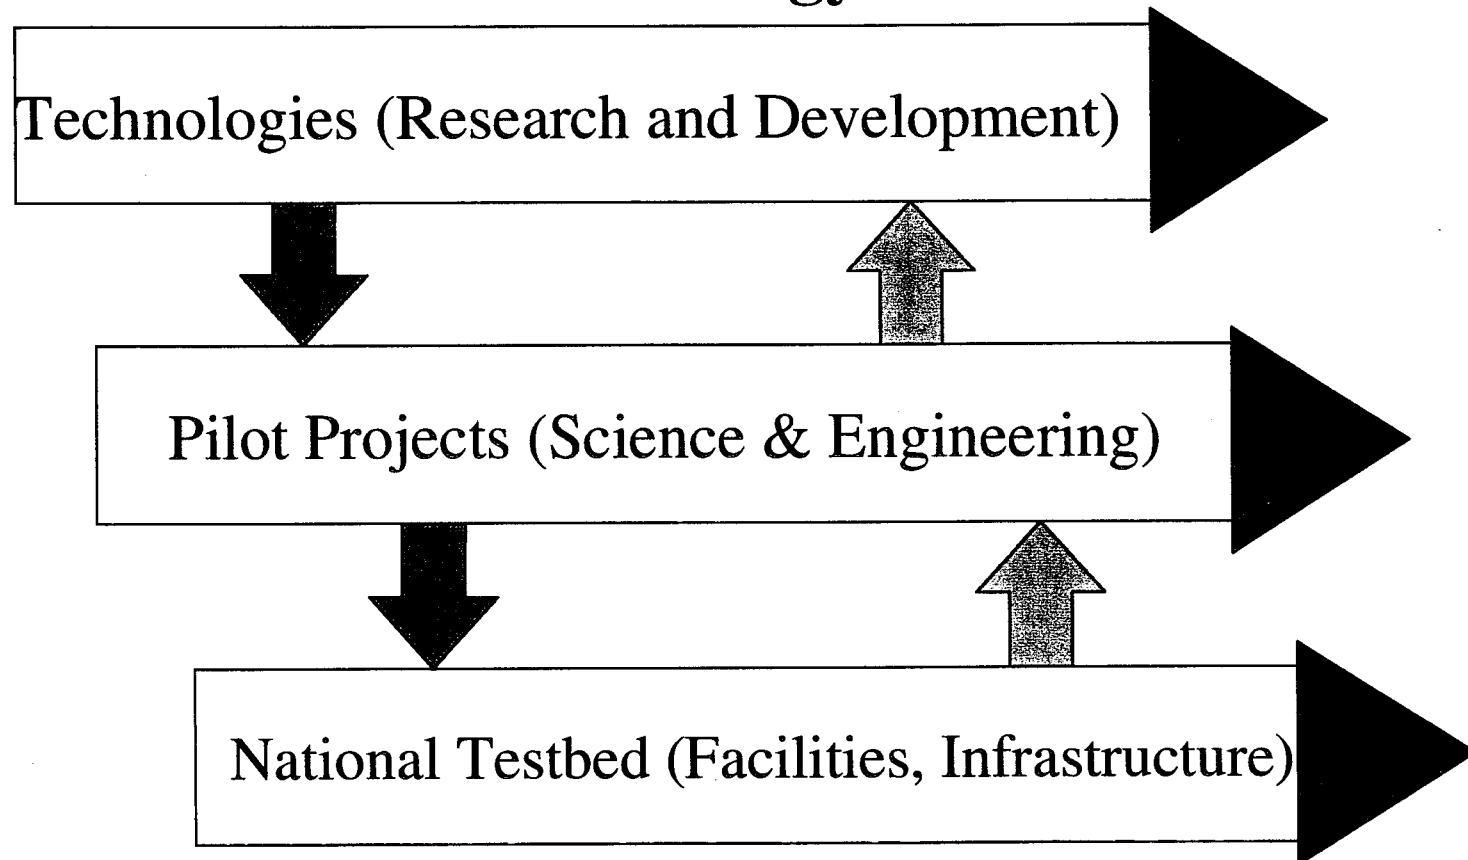 Technologies (Research and Development)
Pilot Projects (Science & Engineering)
National Testbed (Facilities, Infrastructure)